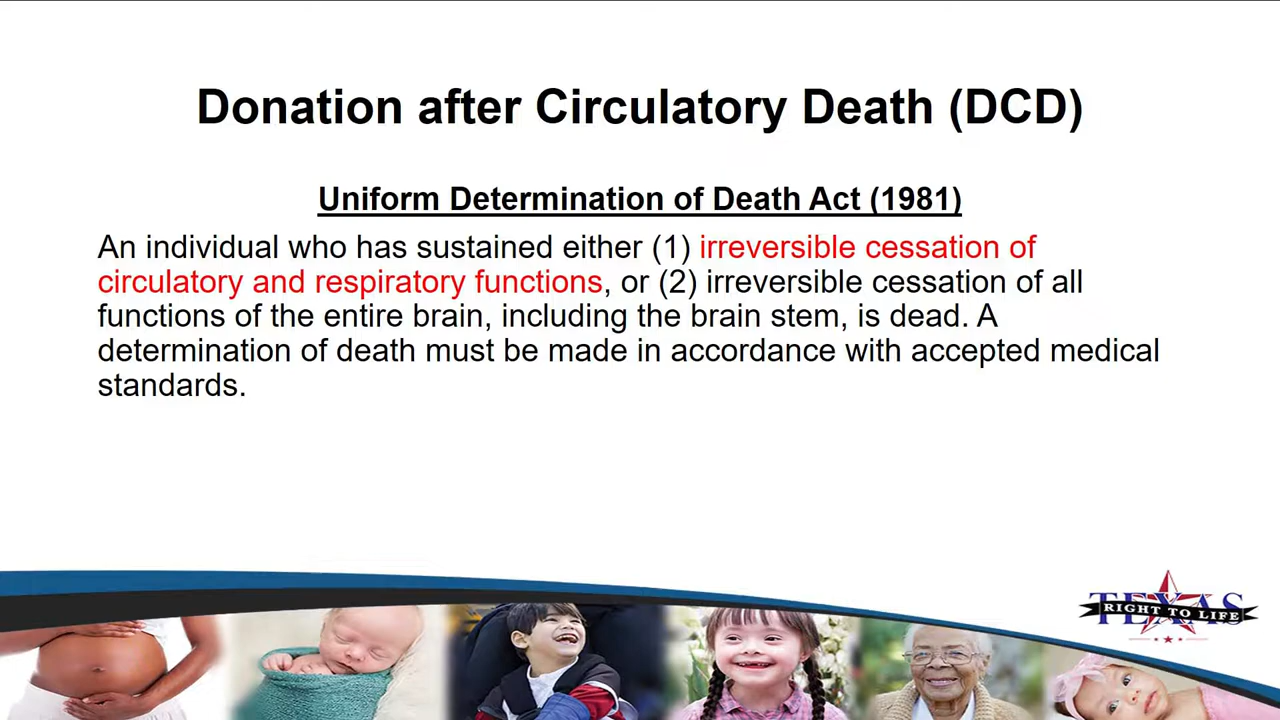 Donation after Circulatory Death (DCD)
Uniform Determination of Death Act (1981)
An individual who has sustained either (1) irreversible cessation of
circulatory and respiratory functions, or (2) irreversible cessation of all
functions of the entire brain, including the brain stem, is dead. A
determination of death must be made in accordance with accepted medical
standards.
TEXAS
RIGHT TO LIFE